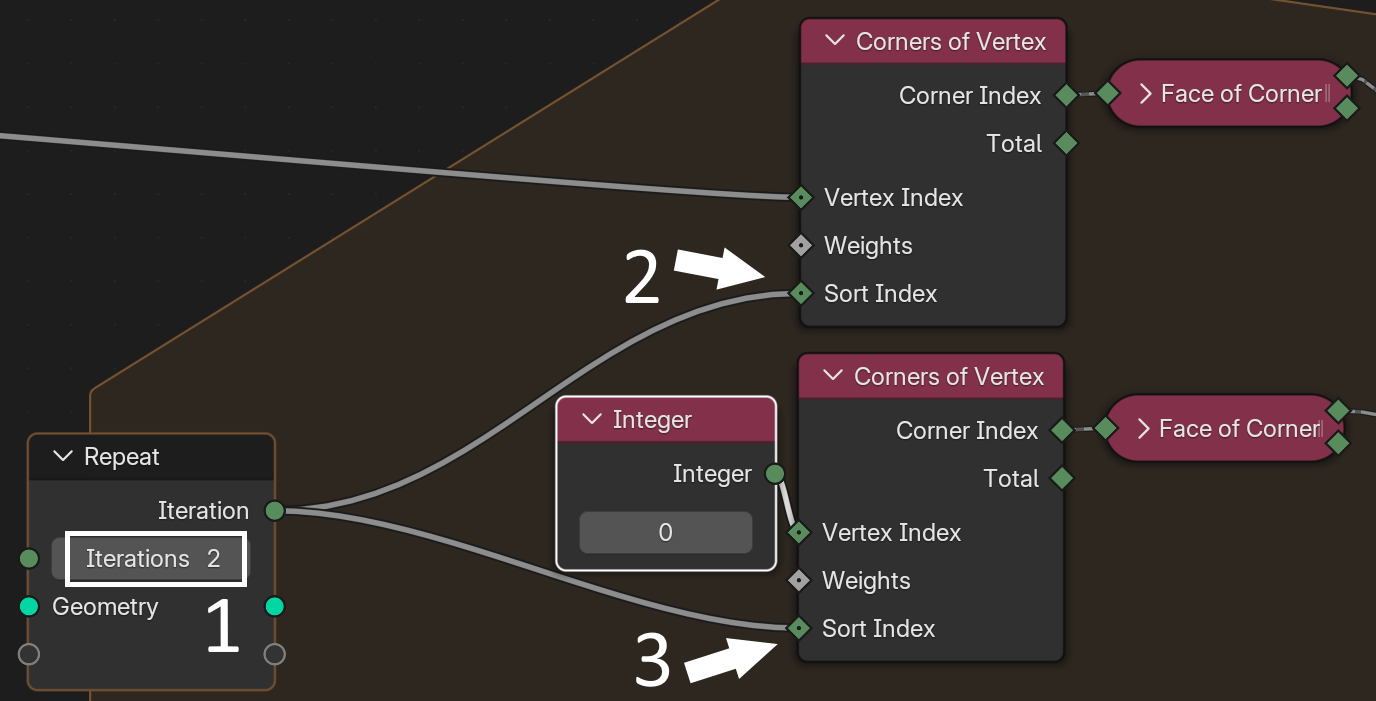 Corners of Vertex
Corner Index
Total
Vertex Index
Weights
Sort Index
Face of Corner
2
Corners of Vertex
Corner Index
Total
Vertex Index
Weights
Sort Index
Face of Corner
Integer
Integer
0
Repeat
Iteration
Iterations 2
Geometry
1
3